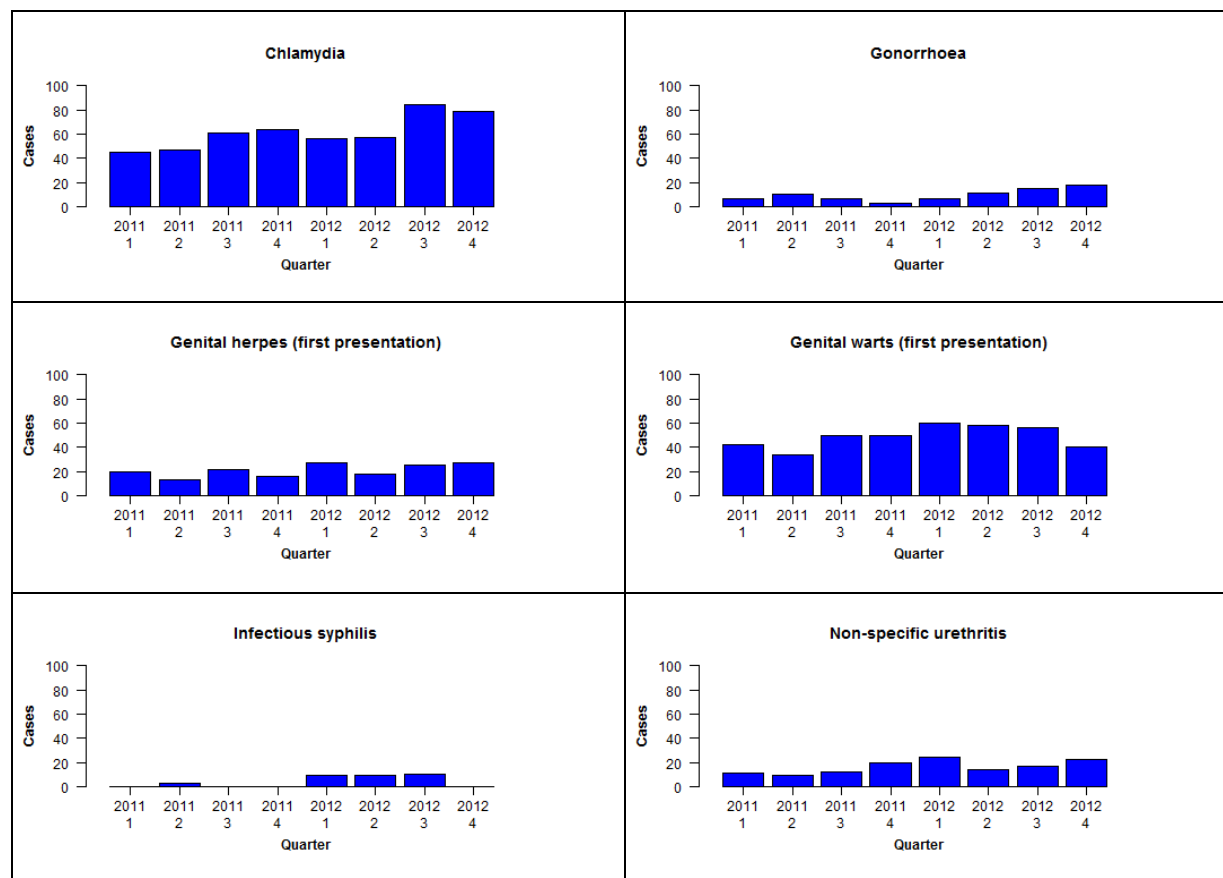 Chlamydia
100
80
60
40
20
0
Cases
2011 2011 2011 2011 2012 2012 2012 2012
1 2 3 4 1 2 3 4
Quarter
Gonorrhoea
100
80
60
40
20
0
Cases
2011 2011 2011 2011 2012 2012 2012 2012
1 2 3 4 1 2 3 4
Quarter
Genital herpes (first presentation)
100
80
60
40
20
0
Cases
2011 2011 2011 2011 2012 2012 2012 2012
1 2 3 4 1 2 3 4
Quarter
Genital warts (first presentation)
100
80
60
40
20
0
Cases
2011 2011 2011 2011 2012 2012 2012 2012
1 2 3 4 1 2 3 4
Quarter
Infectious syphilis
100
80
60
40
20
0
Cases
2011 2011 2011 2011 2012 2012 2012 2012
1 2 3 4 1 2 3 4
Quarter
Non-specific urethritis
100
80
60
40
20
0
Cases
2011 2011 2011 2011 2012 2012 2012 2012
1 2 3 4 1 2 3 4
Quarter